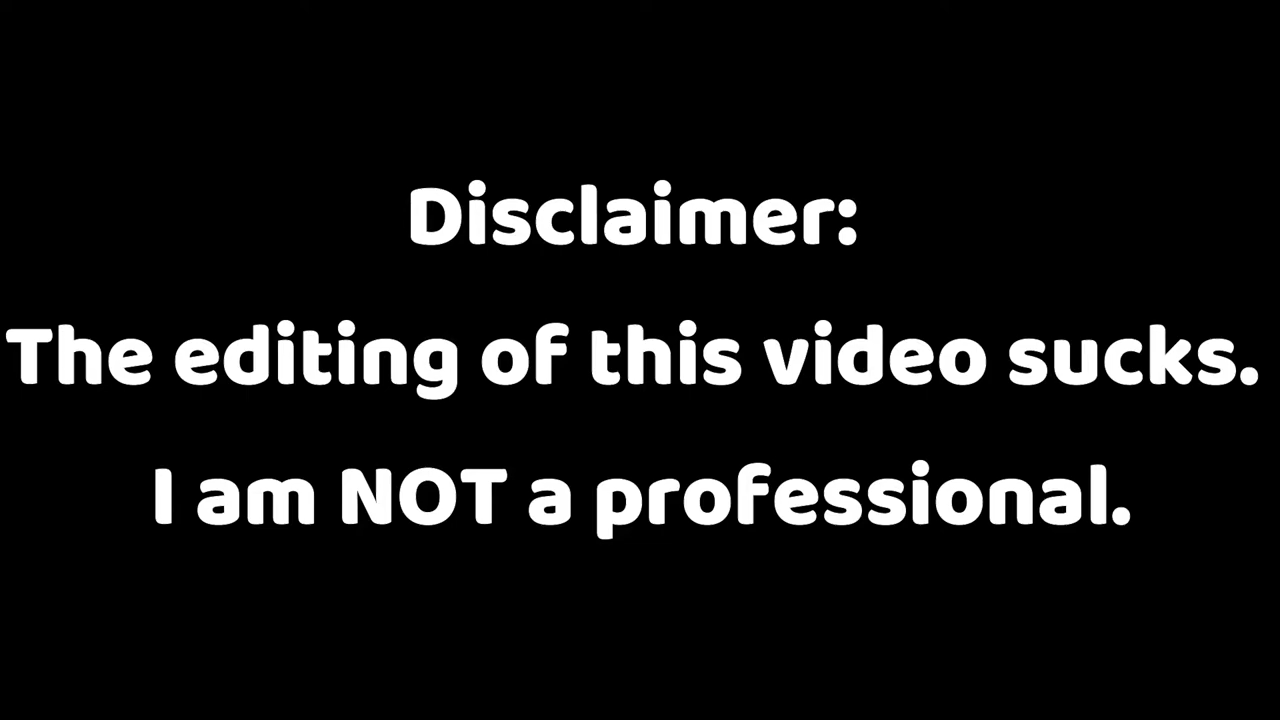 Disclaimer:
The editing of this video sucks.
I am NOT a professional.